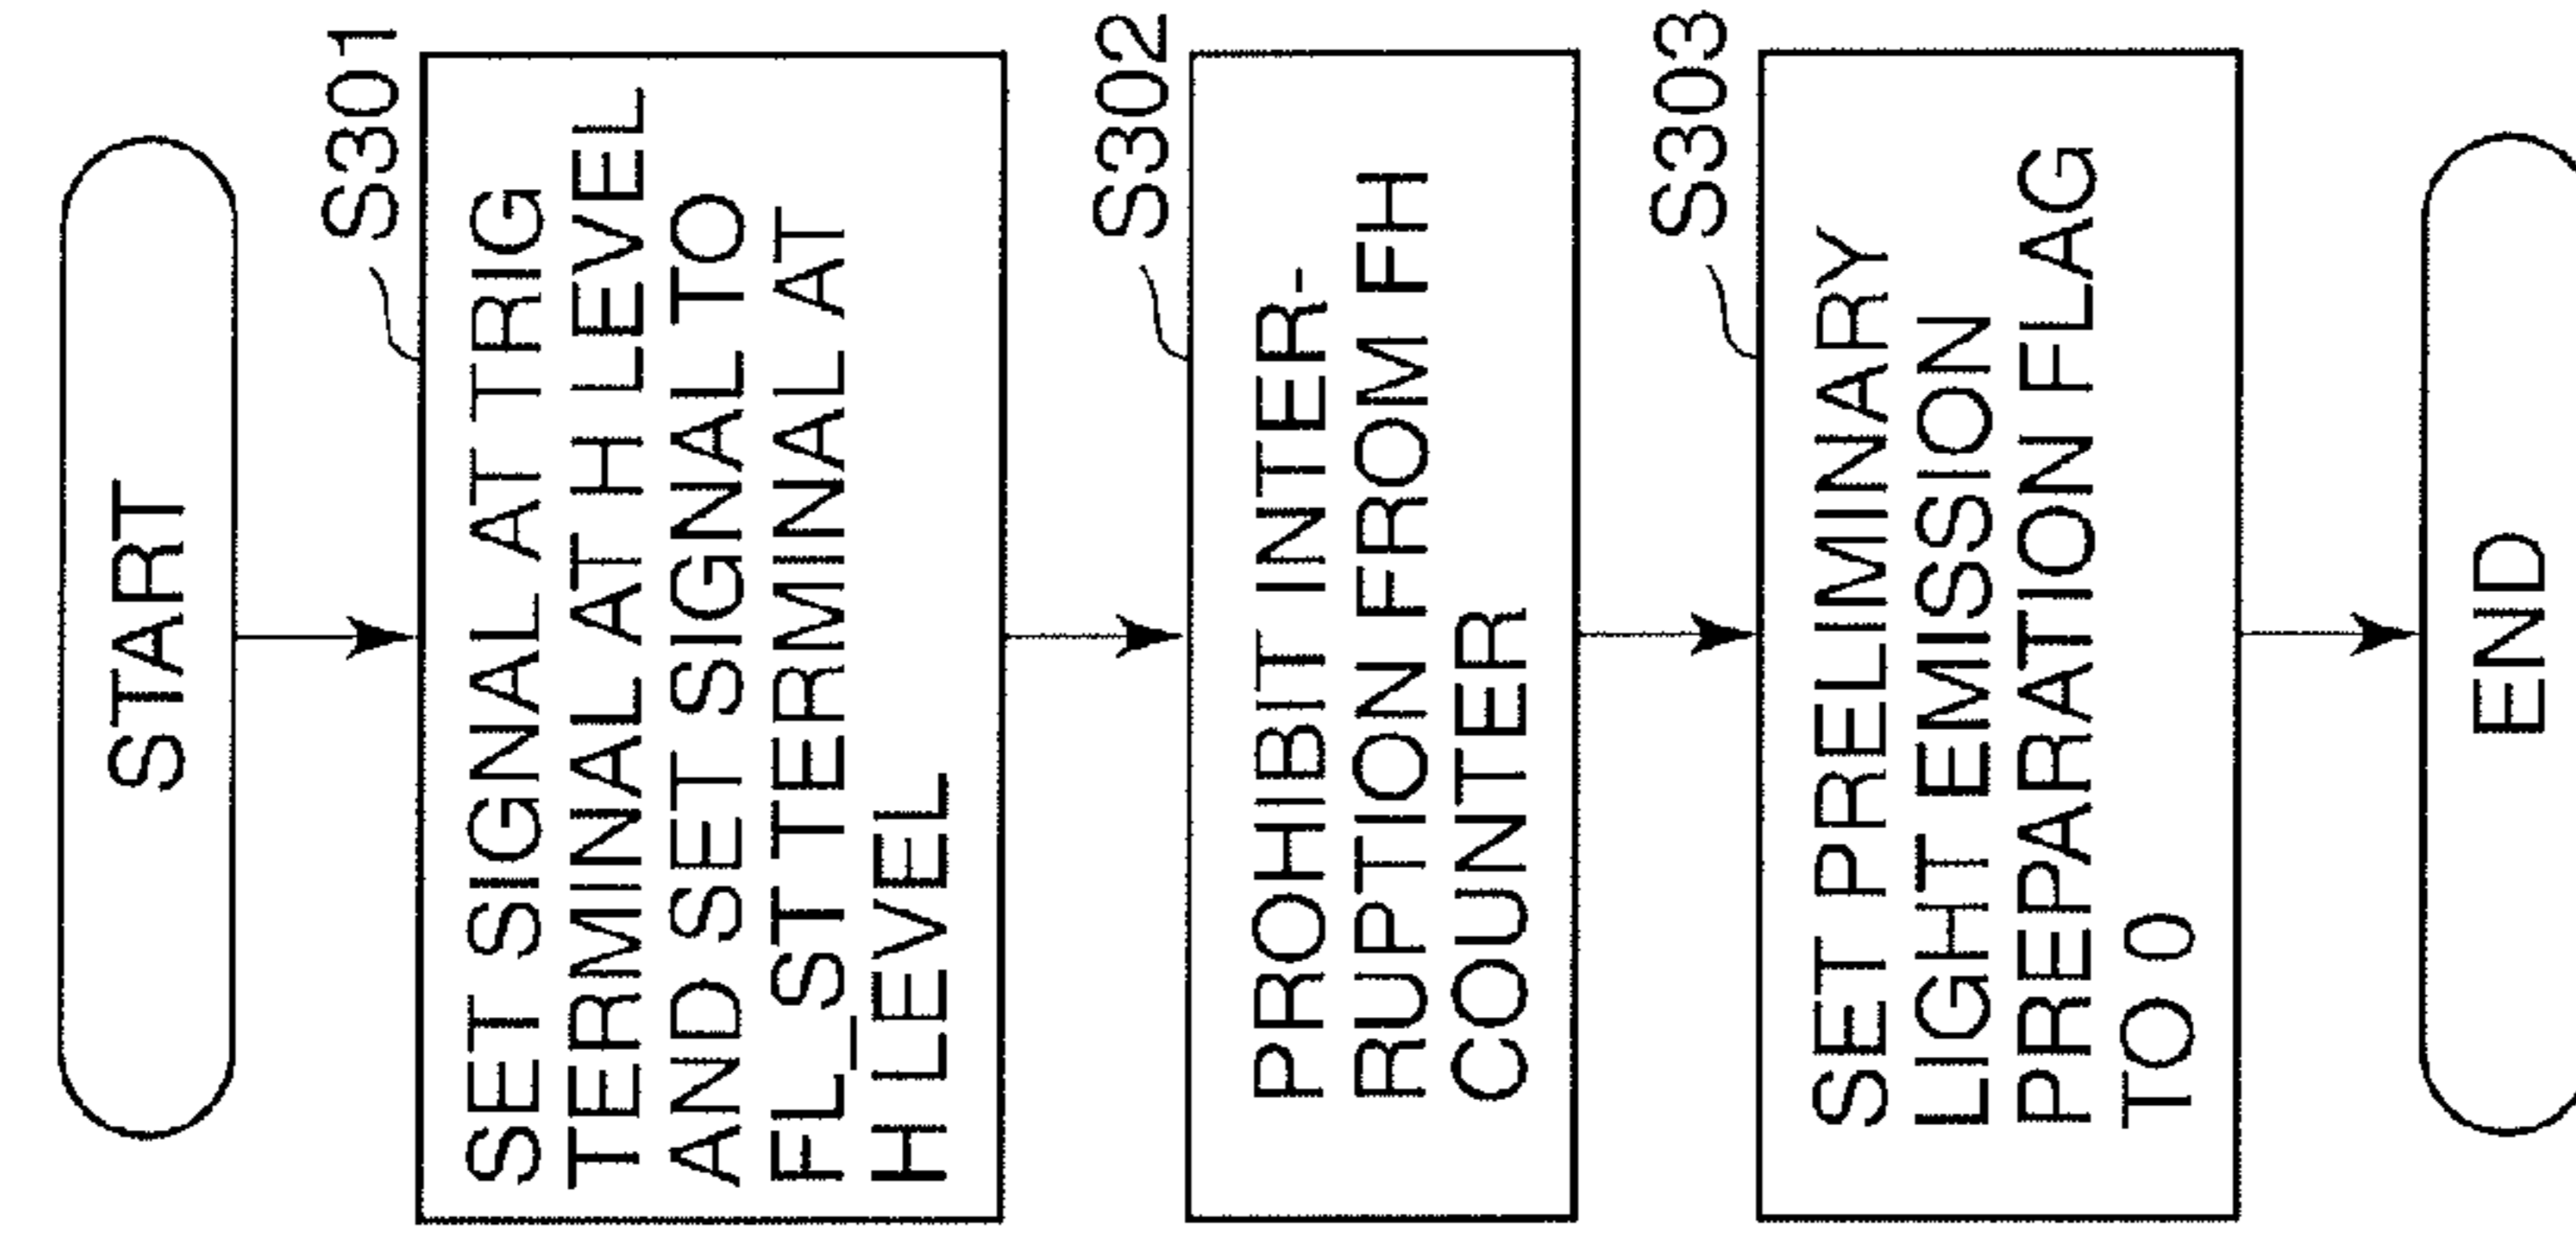 START
S301
SET SIGNAL AT TRIG
TERMINAL AT H LEVEL
AND SET SIGNAL TO
FL_ST TERMINAL AT
H LEVEL
S302
PROHIBIT INTER-
RUPTION FROM FH
COUNTER
S303
SET PRELIMINARY
LIGHT EMISSION
PREPARATION FLAG
TO 0
END